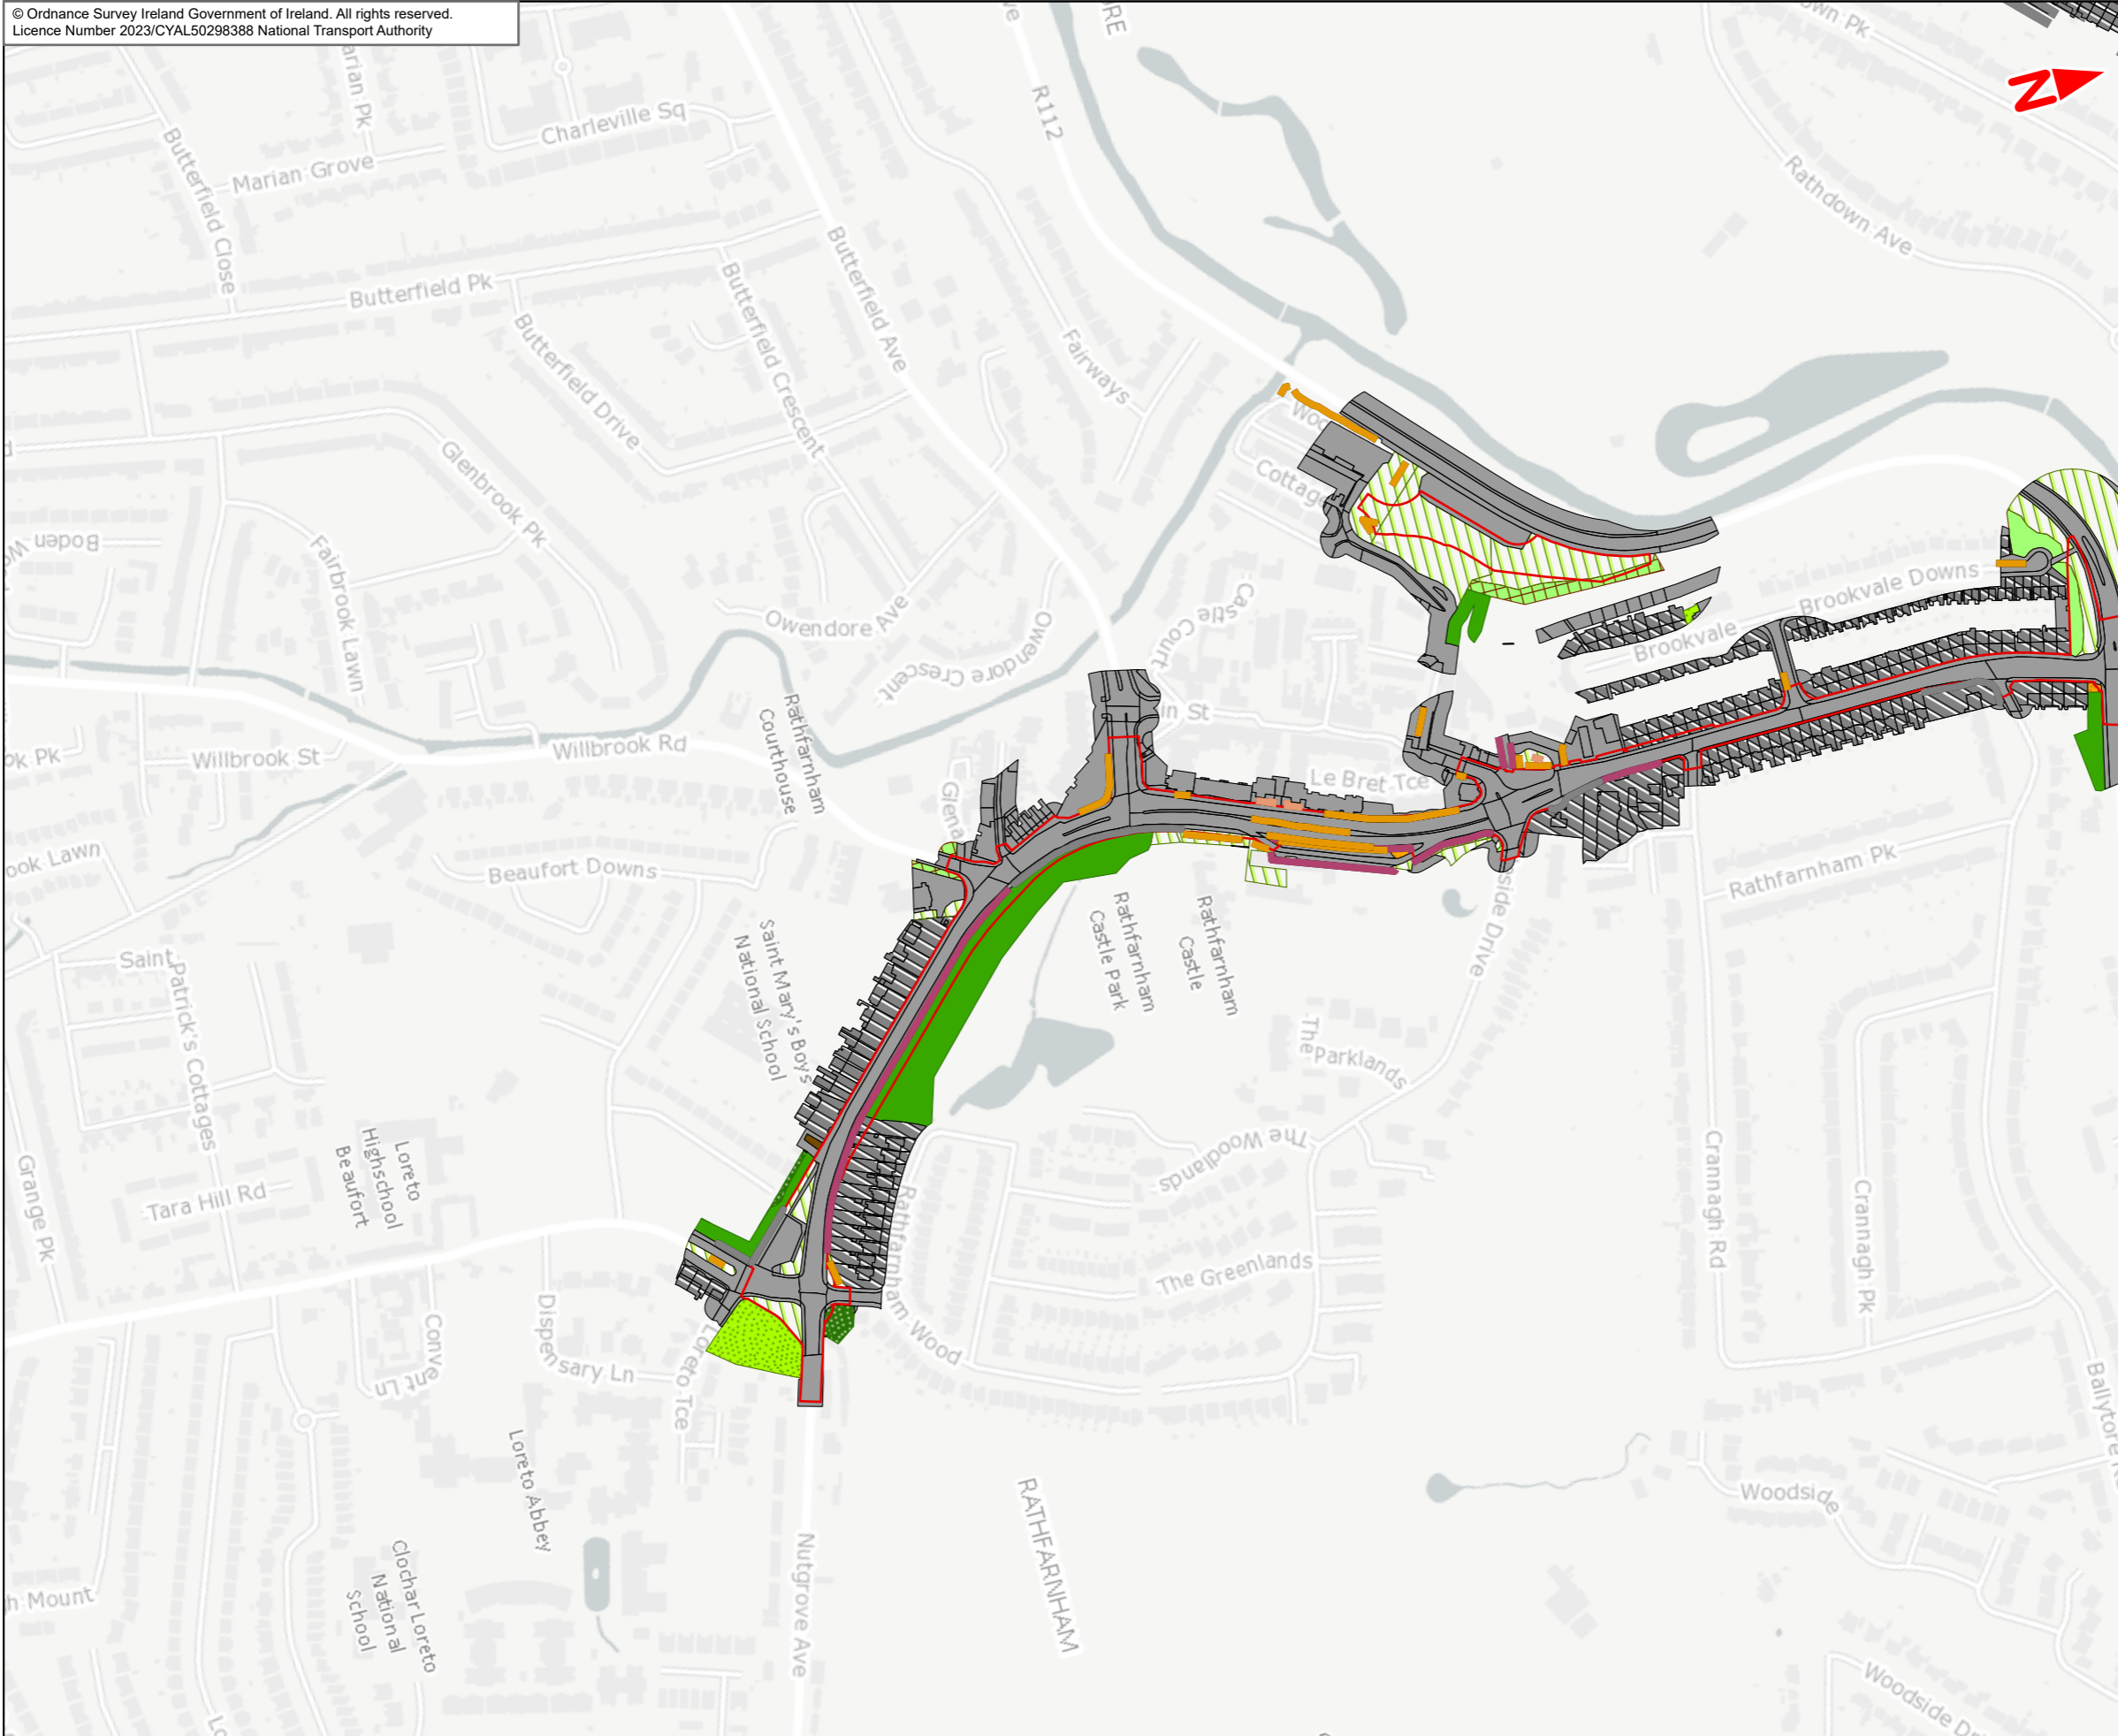 © Ordnance Survey Ireland Government of Ireland. All rights reserved.
Licence Number 2023/CYAL50298388 National Transport Authority
N
R112
Charleville Sq
Marian Grove
Butterfield Close
Butterfield Pk
Butterfield Ave
Butterfield Crescent
Butterfield Drive
Fairways
Rathdown Ave
Glenbrook Pk
Fairbrook Lawn
Boden
Owendore Ave
Owendore Crescent
Castle Court
Brookvale Downs
Brookvale
Willbrook St
Willbrook Rd
Rathfarnham
Courthouse
Le Bret Tce
Rathfarnham Pk
Beaufort Downs
Saint Patrick's Cottages
Saint Mary's Boys
National School
Rathfarnham
Castle Park
Rathfarnham
Castle
The Parklands
The Woodlands
The Greenlands
Crannagh Rd
Crannagh Pk
Loreto
Highschool
Beaufort
Tara Hill Rd
Grange Pk
Convent Ln
Dispensary Ln
Loreto Tce
Rathfarnham Wood
Loreto Abbey
Clochar Loreto
National
School
Nutgrove Ave
RATHFARNHAM
Woodside
Woodside